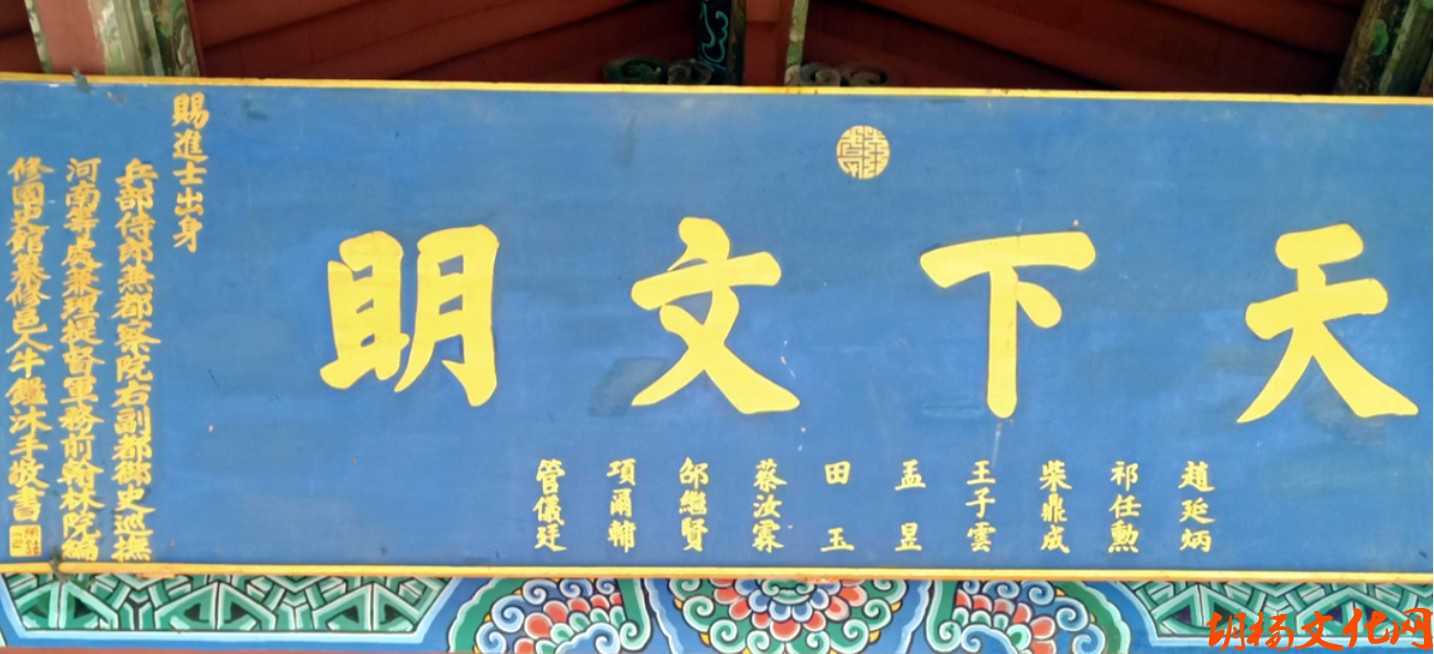 天下文明
趙延炳
祁任勳
柴鼎成
王子雲
孟昱
田玉
蔡汝霖
邰繼賢
項爾輔
管儀廷
賜進士出身
兵部侍郎兼都察院右副都御史巡撫
河南等處兼理提督軍務前翰林院編
修國史館纂修邑人牛鑑沐手敬書
胡杨文化网